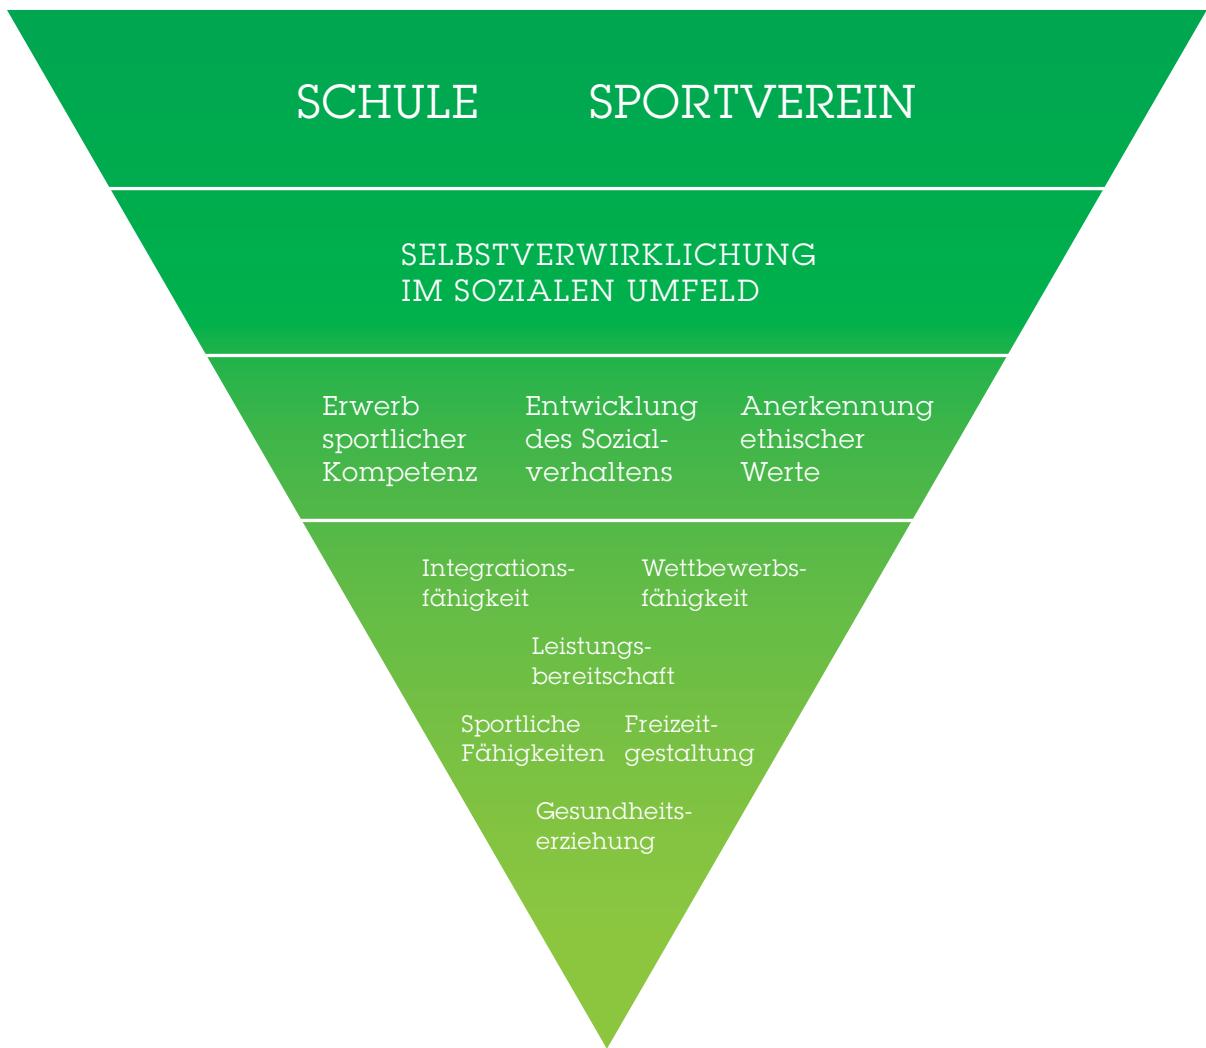 SCHULE SPORTVEREIN
SELBSTVERWIRKLICHUNG
IM SOZIALEN UMFELD
Erwerb
sportlicher
Kompetenz
Entwicklung
des Sozial-
verhaltens
Anerkennung
ethischer
Werte
Integrations-
fähigkeit
Wettbewerbs-
fähigkeit
Leistungs-
bereitschaft
Sportliche
Fähigkeiten
Freizeit-
gestaltung
Gesundheits-
erziehung